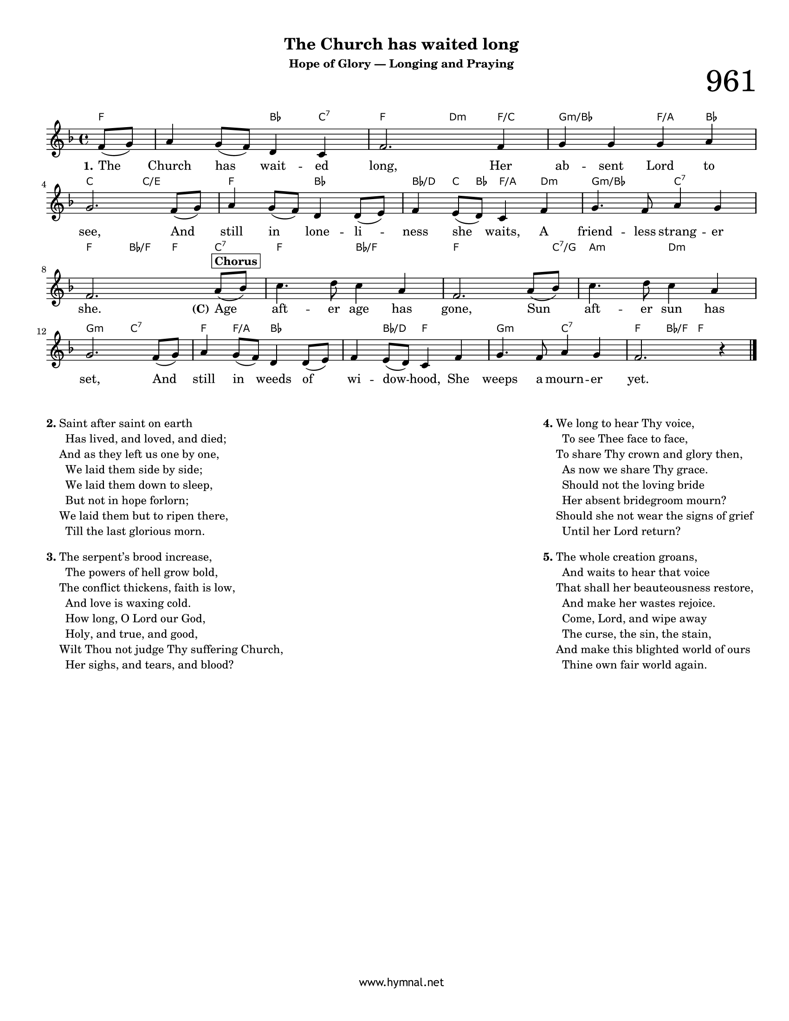 The Church has waited long
Hope of Glory — Longing and Praying
961
F B♭ C7 F Dm F/C Gm/B♭ F/A B♭
1. The Church has wait - ed long, Her ab - sent Lord to
4 C C/E F B♭ B♭/D C B♭ F/A Dm Gm/B♭ C7
see, And still in lone - li - ness she waits, A friend - less strang - er
F B♭/F F C7 F B♭/F F C7/G Am Dm
Chorus
8
she. (C) Age aft - er age has gone, Sun aft - er sun has
12 Gm C7 F F/A B♭ B♭/D F Gm C7 F B♭/F F
set, And still in weeds of wi - dow-hood, She weeps a mourn-er yet.
2. Saint after saint on earth
Has lived, and loved, and died;
And as they left us one by one,
We laid them side by side;
We laid them down to sleep,
But not in hope forlorn;
We laid them but to ripen there,
Till the last glorious morn.
3. The serpent's brood increase,
The powers of hell grow bold,
The conflict thickens, faith is low,
And love is waxing cold.
How long, O Lord our God,
Holy, and true, and good,
Wilt Thou not judge Thy suffering Church,
Her sighs, and tears, and blood?
4. We long to hear Thy voice,
To see Thee face to face,
To share Thy crown and glory then,
As now we share Thy grace.
Should not the loving bride
Her absent bridegroom mourn?
Should she not wear the signs of grief
Until her Lord return?
5. The whole creation groans,
And waits to hear that voice
That shall her beauteousness restore,
And make her wastes rejoice.
Come, Lord, and wipe away
The curse, the sin, the stain,
And make this blighted world of ours
Thine own fair world again.
www.hymnal.net